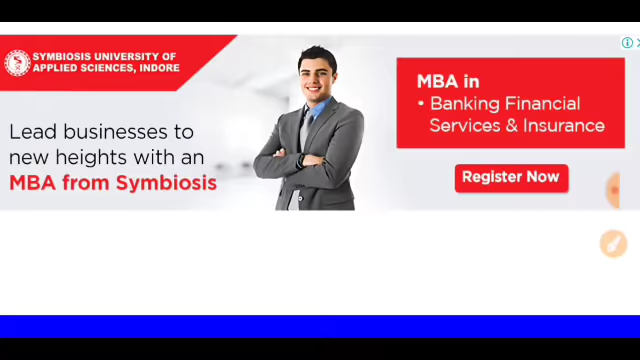 SYMBIOSIS UNIVERSITY OF
APPLIED SCIENCES, INDORE
Lead businesses to
new heights with an
MBA from Symbiosis
MBA in
• Banking Financial
Services & Insurance
Register Now